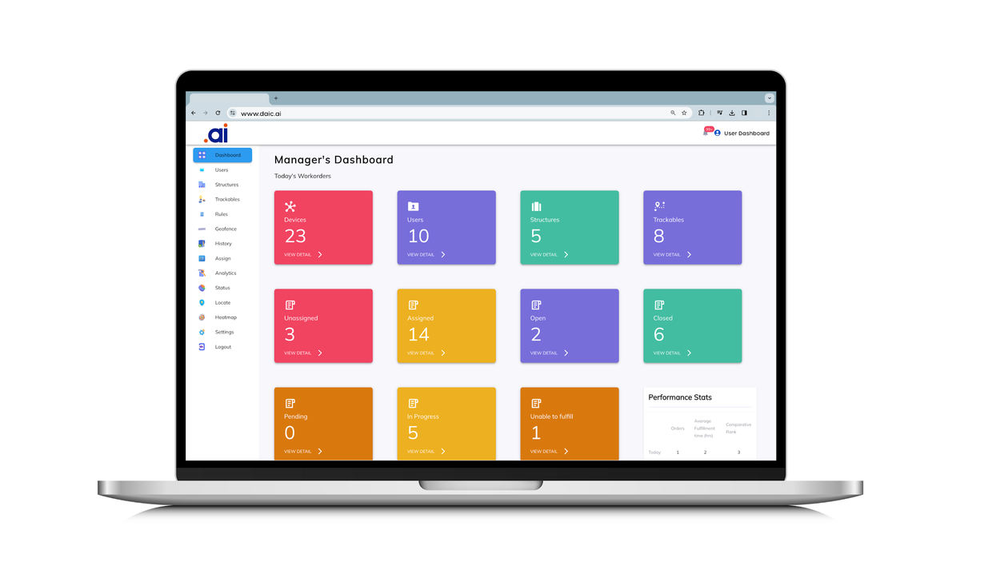 www.daic.ai
.ai
99+
User Dashboard
Dashboard
Users
Structures
Trackables
Rules
Geofence
History
Assign
Analytics
Status
Locate
Heatmap
Settings
Logout
Manager's Dashboard
Today's Workorders
Devices
23
VIEW DETAIL
Users
10
VIEW DETAIL
Structures
5
VIEW DETAIL
Trackables
8
VIEW DETAIL
Unassigned
3
VIEW DETAIL
Assigned
14
VIEW DETAIL
Open
2
VIEW DETAIL
Closed
6
VIEW DETAIL
Pending
0
VIEW DETAIL
In Progress
5
VIEW DETAIL
Unable to fulfill
1
VIEW DETAIL
Performance Stats
Orders
Average
Fulfillment
time (hrs)
Comparative
Rank
Today 1 2 3